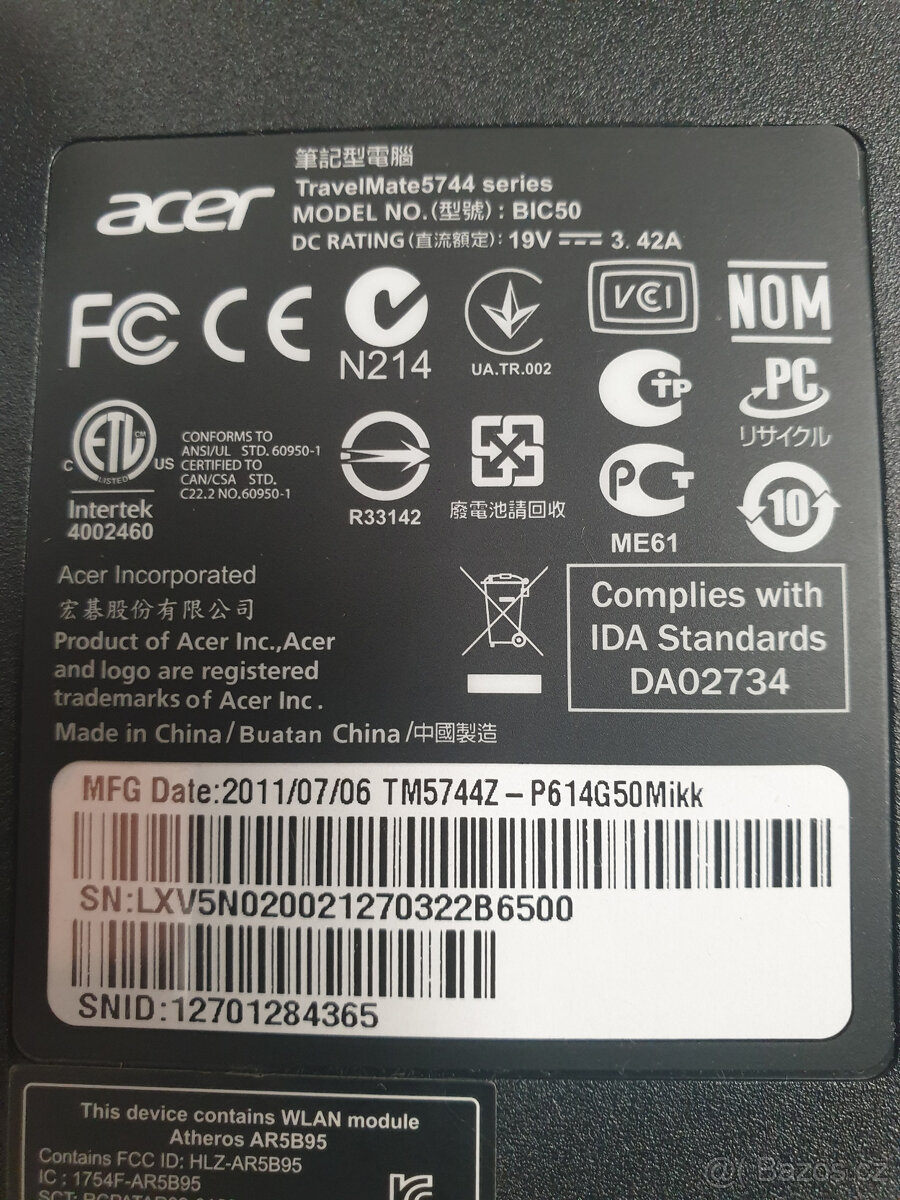 筆記型電腦
acer TravelMate5744 series
MODEL NO.(型號) : BIC50
DC RATING(直流額定): 19V 3.42A
FC CE
N214
UA.TR.002
VCI
NOM
TP
PC
リサイクル
c ETL CM LISTED US
CONFORMS TO
ANSI/UL STD. 60950-1
CERTIFIED TO
CAN/CSA STD.
C22.2 NO.60950-1
Intertek
4002460
R33142
廢電池請回收
ME61
10
Acer Incorporated
宏碁股份有限公司
Product of Acer Inc.,Acer
and logo are registered
trademarks of Acer Inc .
Made in China/Buatan China/中國製造
Complies with
IDA Standards
DA02734
MFG Date:2011/07/06 TM5744Z-P614G50Mikk
SN:LXV5N020021270322B6500
SNID:12701284365
This device contains WLAN module
Atheros AR5B95
Contains FCC ID: HLZ-AR5B95
IC : 1754F-AR5B95
Bazos.cz